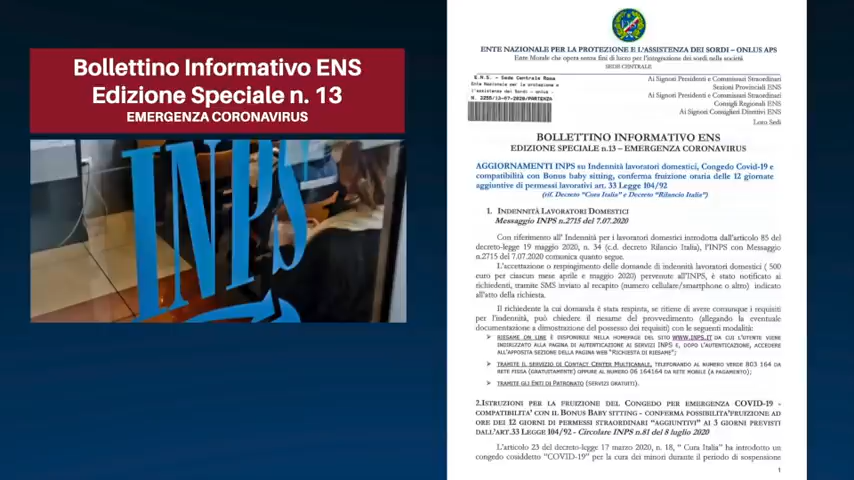 Bollettino Informativo ENS
Edizione Speciale n. 13
EMERGENZA CORONAVIRUS
INPS
ENTE NAZIONALE PER LA PROTEZIONE E L'ASSISTENZA DEI SORDI – ONLUS APS
Ente Morale che opera senza fini di lucro per l'integrazione dei sordi nella società
SEDE CENTRALE
E.N.S. - Sede Centrale Roma
Ente Nazionale per la protezione e
l'assistenza dei Sordi - onlus -
N. 2255/13-07-2020/PARTENZA
Ai Signori Presidenti e Commissari Straordinari
Sezioni Provinciali ENS
Ai Signori Presidenti e Commissari Straordinari
Consigli Regionali ENS
Ai Signori Consiglieri Direttivi ENS
Loro Sedi
BOLLETTINO INFORMATIVO ENS
EDIZIONE SPECIALE n.13 – EMERGENZA CORONAVIRUS
AGGIORNAMENTI INPS su Indennità lavoratori domestici, Congedo Covid-19 e
compatibilità con Bonus baby sitting, conferma fruizione oraria delle 12 giornate
aggiuntive di permessi lavorativi art. 33 Legge 104/92
(rif. Decreto "Cura Italia" e Decreto "Rilancio Italia")
1. INDENNITÀ LAVORATORI DOMESTICI
Messaggio INPS n.2715 del 7.07.2020
Con riferimento all' Indennità per i lavoratori domestici introdotta dall'articolo 85 del
decreto-legge 19 maggio 2020, n. 34 (c.d. decreto Rilancio Italia), l'INPS con Messaggio
n.2715 del 7.07.2020 comunica quanto segue.
L'accettazione o respingimento delle domande di indennità lavoratori domestici ( 500
euro per ciascun mese aprile e maggio 2020) pervenute all'INPS, è stato notificato ai
richiedenti, tramite SMS inviato al recapito (numero cellulare/smartphone o altro) indicato
all'atto della richiesta.
Il richiedente la cui domanda è stata respinta, se ritiene di avere comunque i requisiti
per l'indennità, può chiedere il riesame del provvedimento (allegando la eventuale
documentazione a dimostrazione del possesso dei requisiti) con le seguenti modalità:
➢ RIESAME ON LINE È DISPONIBILE NELLA HOMEPAGE DEL SITO WWW.INPS.IT DA CUI L'UTENTE VIENE
INDIRIZZATO ALLA PAGINA DI AUTENTICAZIONE AI SERVIZI INPS E, DOPO L'AUTENTICAZIONE, ACCEDERE
ALL'APPOSITA SEZIONE DELLA PAGINA WEB "RICHIESTA DI RIESAME";
➢ TRAMITE IL SERVIZIO DI CONTACT CENTER MULTICANALE, TELEFONANDO AL NUMERO VERDE 803 164 DA
RETE FISSA (GRATUITAMENTE) OPPURE AL NUMERO 06 164164 DA RETE MOBILE (A PAGAMENTO);
➢ TRAMITE GLI ENTI DI PATRONATO (SERVIZI GRATUITI).
2.ISTRUZIONI PER LA FRUIZIONE DEL CONGEDO PER EMERGENZA COVID-19 -
COMPATIBILITA' CON IL BONUS BABY SITTING - CONFERMA POSSIBILITA'FRUIZIONE AD
ORE DEI 12 GIORNI DI PERMESSI STRAORDINARI "AGGIUNTIVI" AI 3 GIORNI PREVISTI
DALL'ART.33 LEGGE 104/92 - Circolare INPS n.81 del 8 luglio 2020
L'articolo 23 del decreto-legge 17 marzo 2020, n. 18, " Cura Italia" ha introdotto un
congedo cosiddetto "COVID-19" per la cura dei minori durante il periodo di sospensione
1